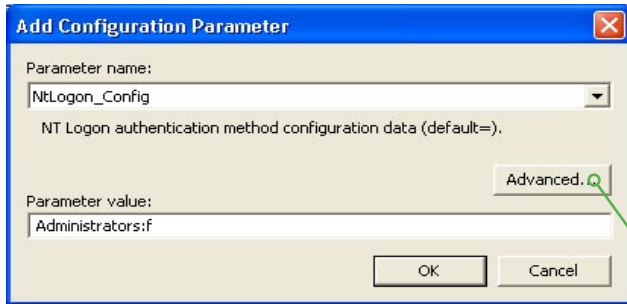 Add Configuration Parameter
Parameter name:
NtLogon_Config
NT Logon authentication method configuration data (default=).
Advanced...
Parameter value:
Administrators:f
OK
Cancel